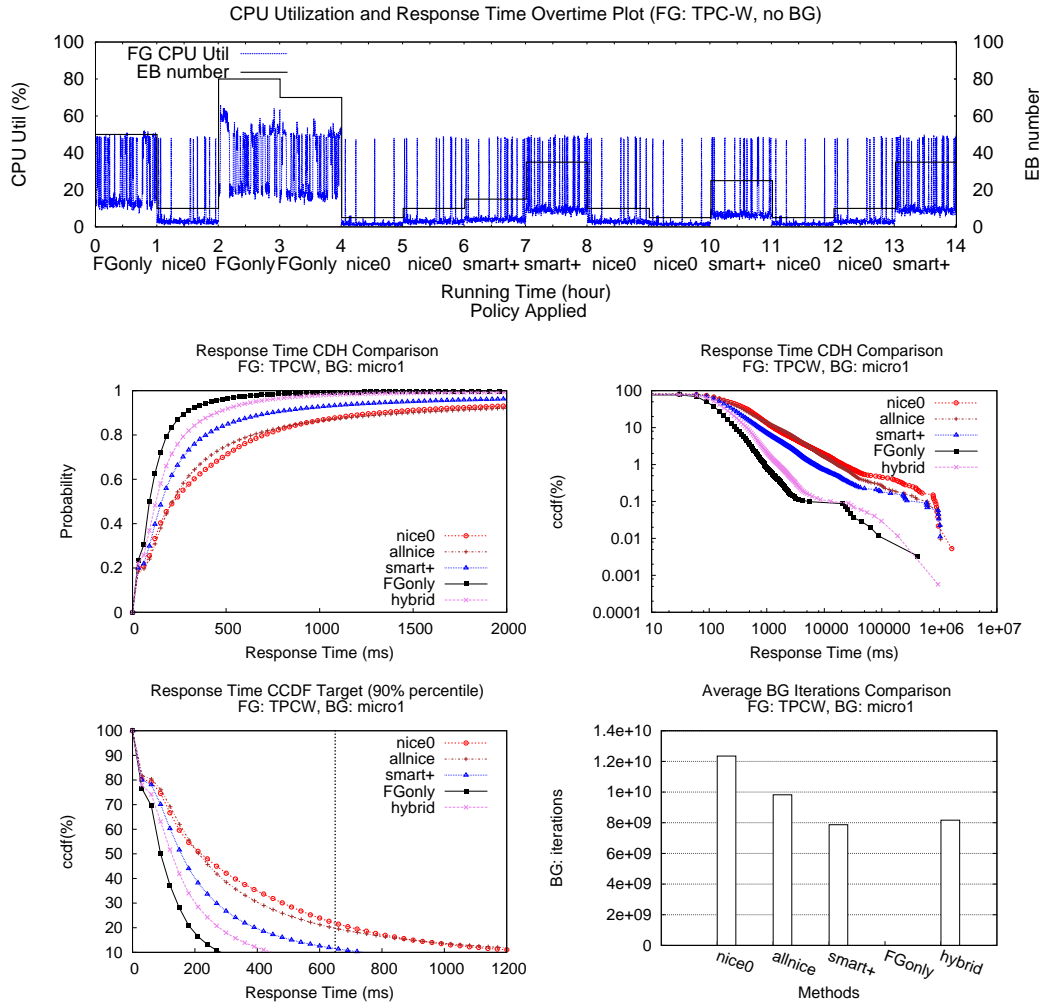 CPU Utilization and Response Time Overtime Plot (FG: TPC-W, no BG)
100
80
60
40
20
0
CPU Util (%)
FG CPU Util
EB number
100
80
60
40
20
0
EB number
0 1 2 3 4 5 6 7 8 9 10 11 12 13 14
FGonly nice0 FGonly FGonly nice0 nice0 smart+ smart+ nice0 nice0 smart+ nice0 nice0 smart+
Running Time (hour)
Policy Applied
Response Time CDH Comparison
FG: TPCW, BG: micro1
1
0.8
0.6
0.4
0.2
0
Probability
nice0
allnice
smart+
FGonly
hybrid
0 500 1000 1500 2000
Response Time (ms)
Response Time CDH Comparison
FG: TPCW, BG: micro1
100
10
1
0.1
0.01
0.001
0.0001
ccdf(%)
nice0
allnice
smart+
FGonly
hybrid
10 100 1000 10000 100000 1e+06 1e+07
Response Time (ms)
Response Time CCDF Target (90% percentile)
FG: TPCW, BG: micro1
100
90
80
70
60
50
40
30
20
10
ccdf(%)
nice0
allnice
smart+
FGonly
hybrid
0 200 400 600 800 1000 1200
Response Time (ms)
Average BG Iterations Comparison
FG: TPCW, BG: micro1
1.4e+10
1.2e+10
1e+10
8e+09
6e+09
4e+09
2e+09
0
BG: iterations
nice0 allnice smart+ FGonly hybrid
Methods